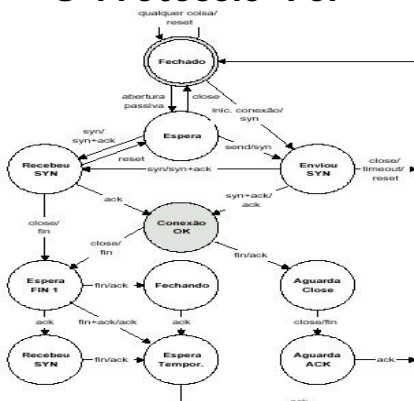 qualquer coisa/
reset
Fechado
abertura
passiva
close
inic. conexão/
syn
Espera
syn/
syn+ack
reset
send/syn
Recebeu
SYN
syn/syn+ack
Enviou
SYN
close/
timeout/
reset
ack
syn+ack/
ack
Conexão
OK
close/
fin
close/
fin
fin/ack
Espera
FIN 1
fin/ack
Fechando
Aguarda
Close
ack
fin+ack/ack
ack
close/fin
Recebeu
SYN
fin/ack
Espera
Tempor.
Aguarda
ACK
ack